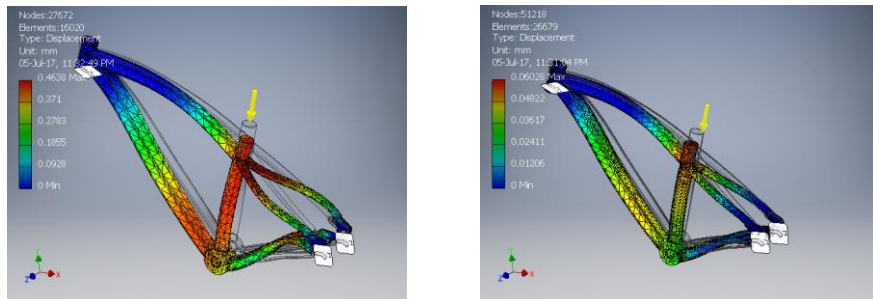 Nodes:27672
Elements:16020
Type: Displacement
Unit: mm
05-Jul-17, 11:32:49 PM
0.4638 Max
0.371
0.2783
0.1855
0.0928
0 Min
Y
Z
X
Nodes:51218
Elements:26679
Type: Displacement
Unit: mm
05-Jul-17, 11:31:04 PM
0.06028 Max
0.04822
0.03617
0.02411
0.01206
0 Min
Y
Z
X